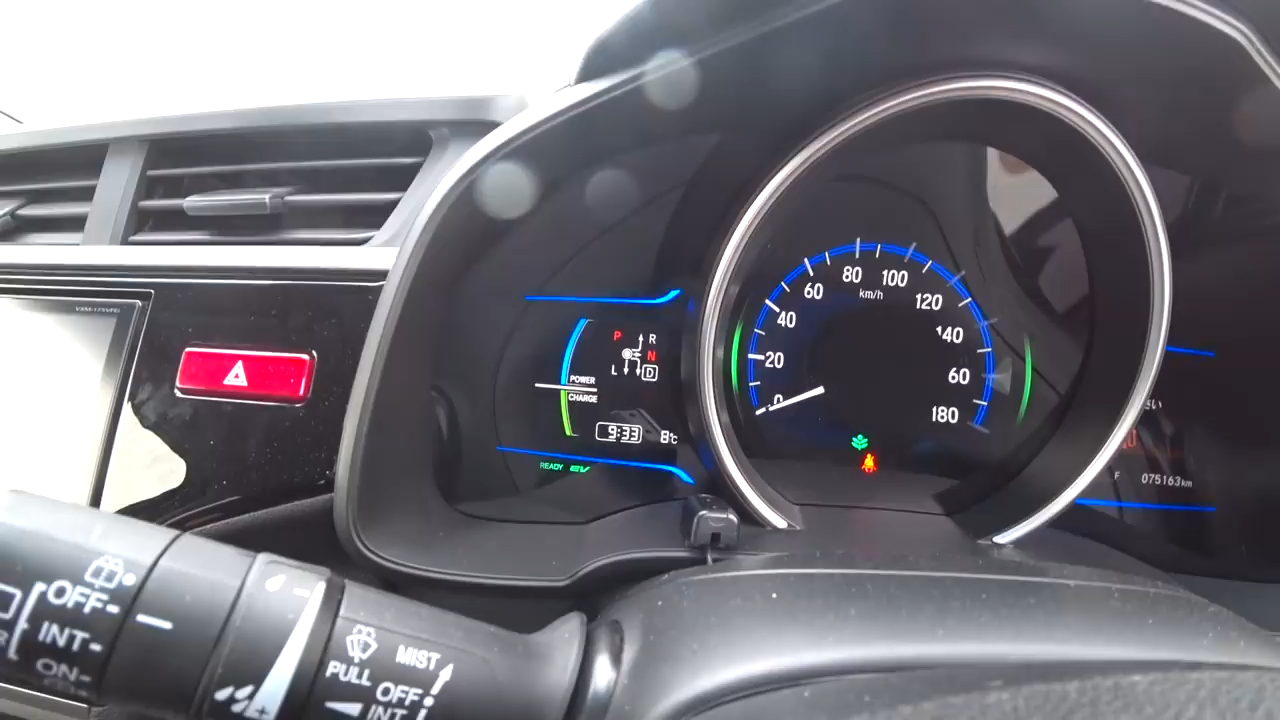 80
100
60
km/h
120
40
140
20
60
0
180
P R
N
L D
POWER
CHARGE
9:33 8°c
READY EV
F 075163km
OFF
INT
ON
MIST
PULL
OFF
INT